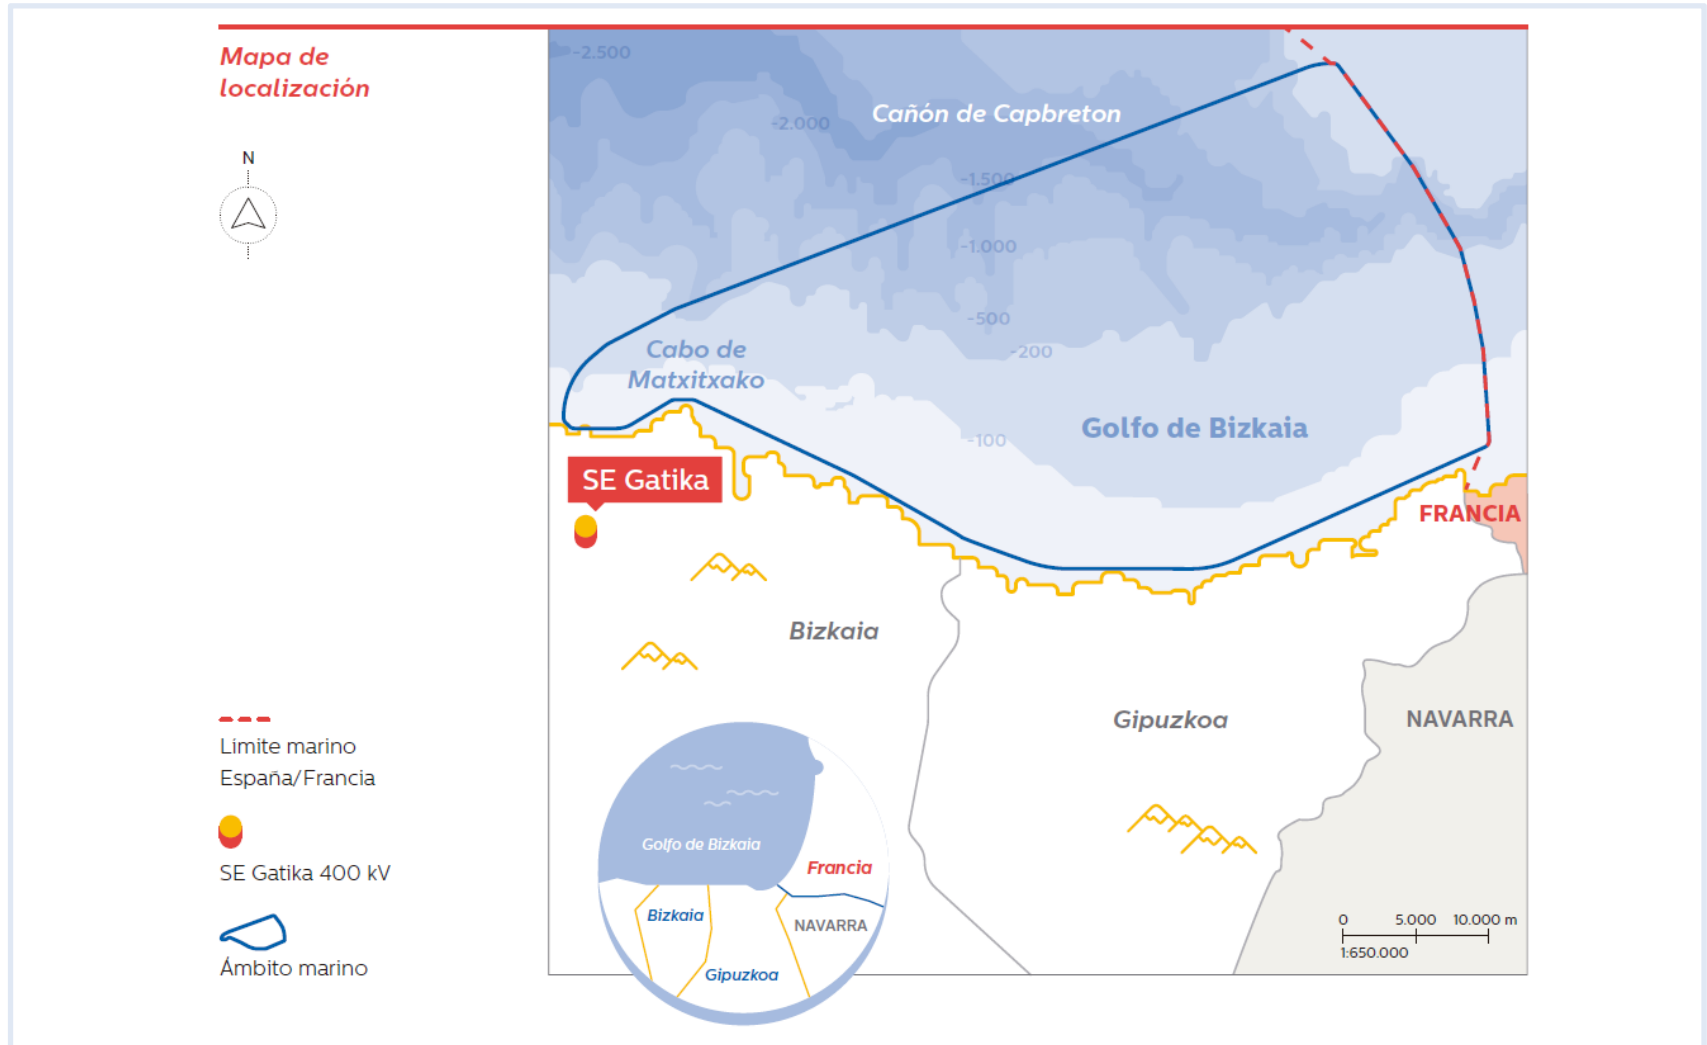 Mapa de
localización
N
-2.500
-2.000
Cañón de Capbreton
-1.500
-1.000
-500
-200
Cabo de
Matxitxako
-100
Golfo de Bizkaia
SE Gatika
FRANCIA
Bizkaia
Gipuzkoa
NAVARRA
Limite marino
España/Francia
SE Gatika 400 kV
Ámbito marino
Golfo de Bizkaia
Francia
Bizkaia
NAVARRA
Gipuzkoa
0 5.000 10.000 m
1:650.000